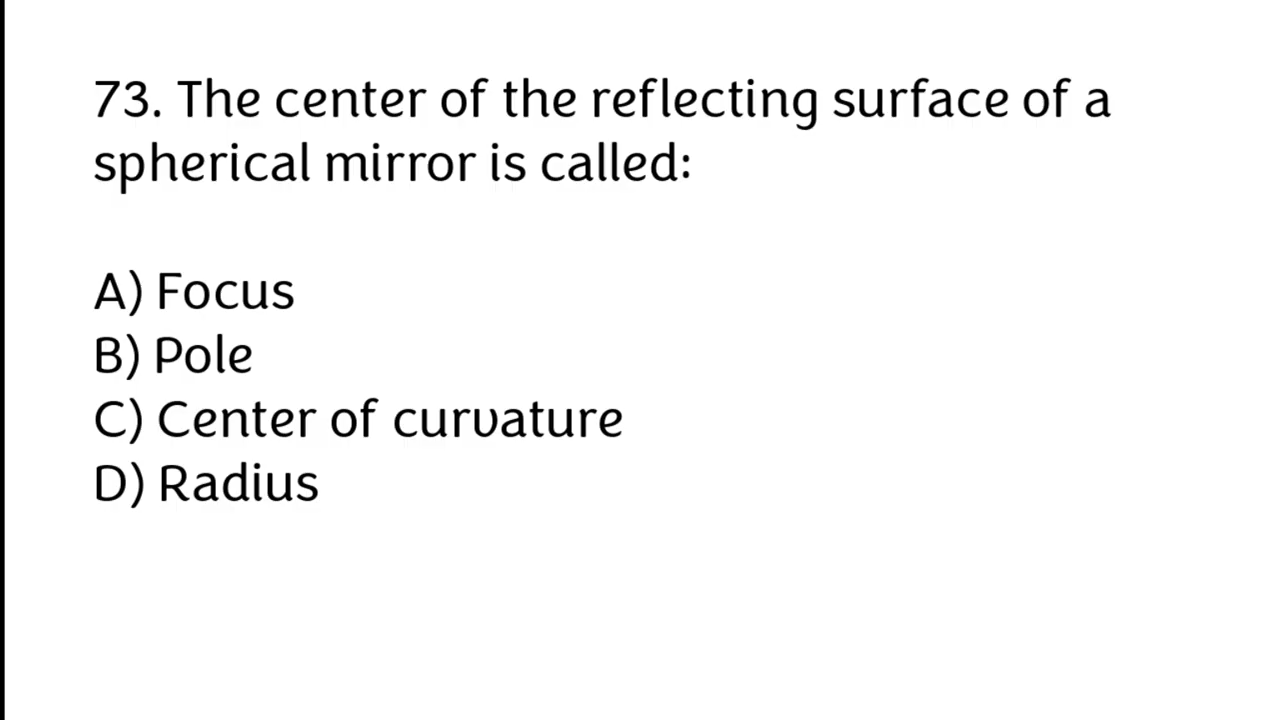 73. The center of the reflecting surface of a
spherical mirror is called:
A) Focus
B) Pole
C) Center of curvature
D) Radius